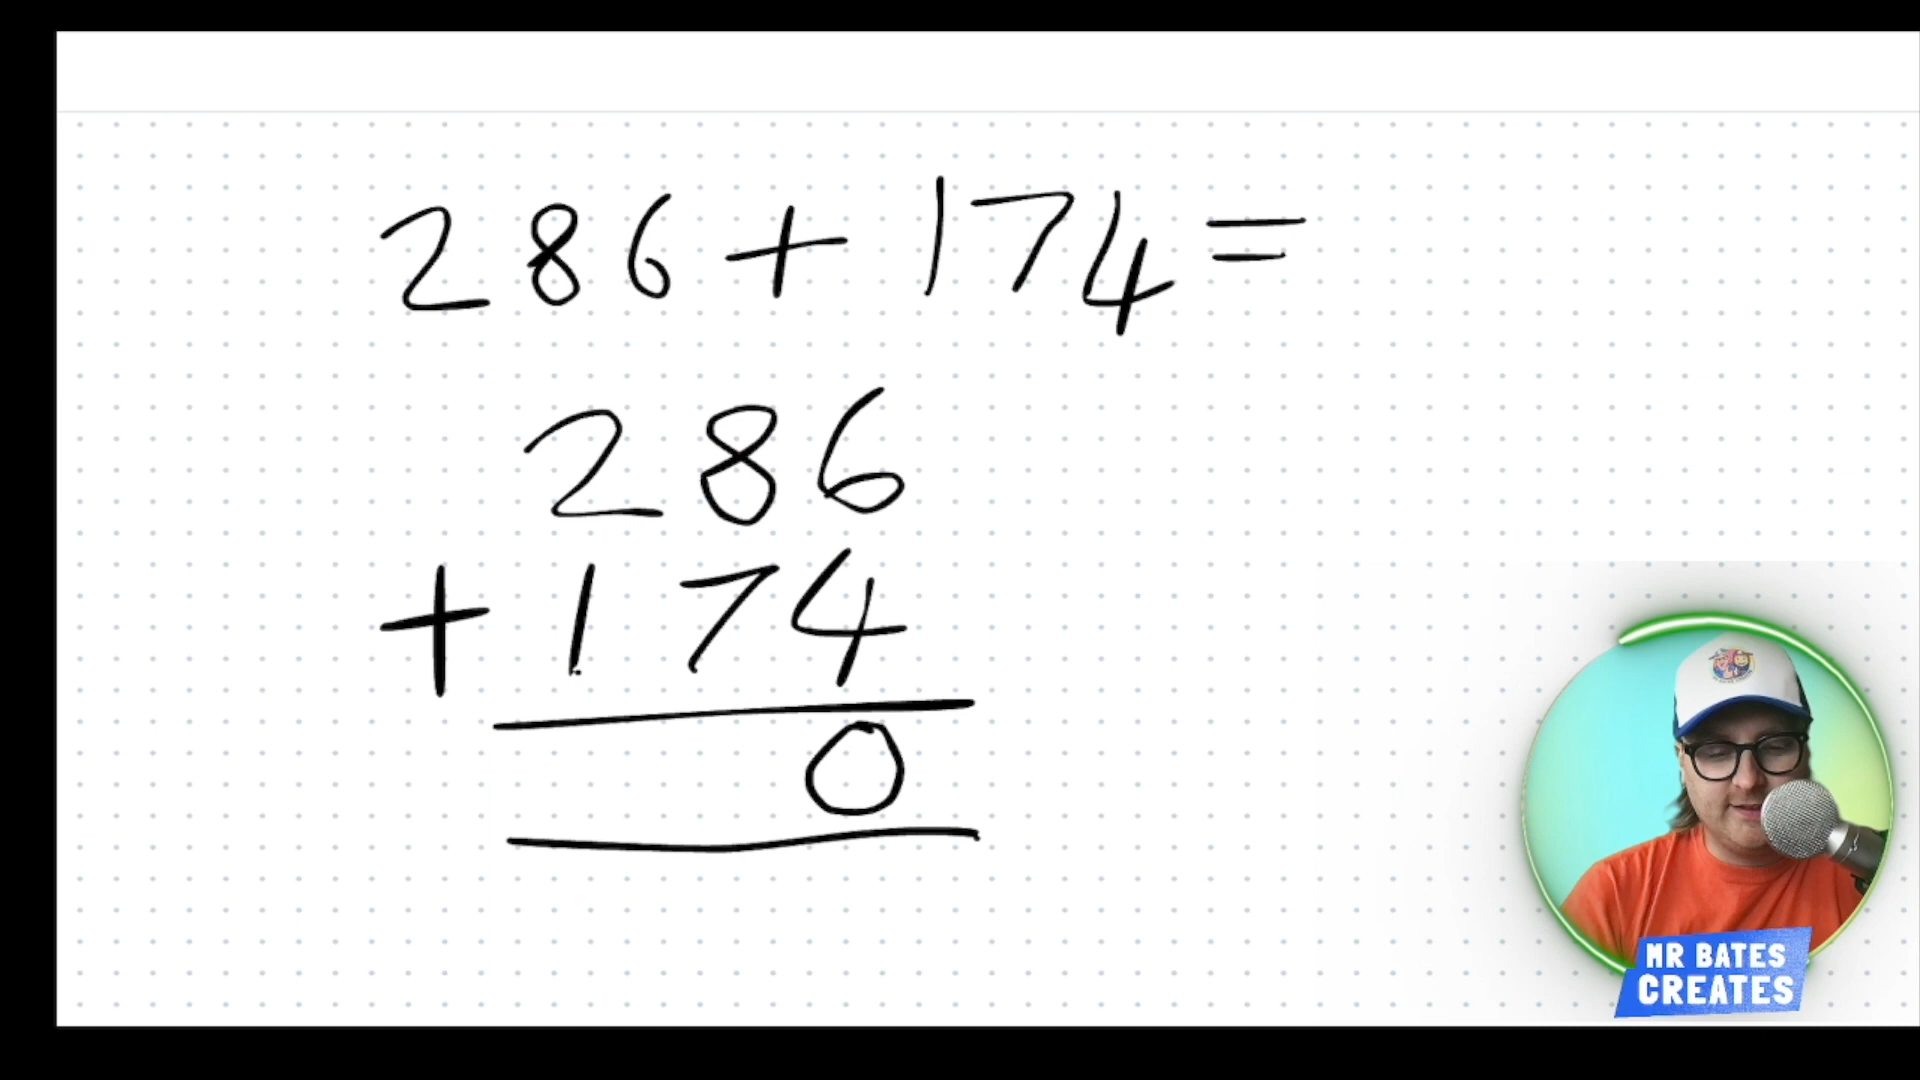 286 + 174 =
286
+ 174
0
MR BATES
CREATES